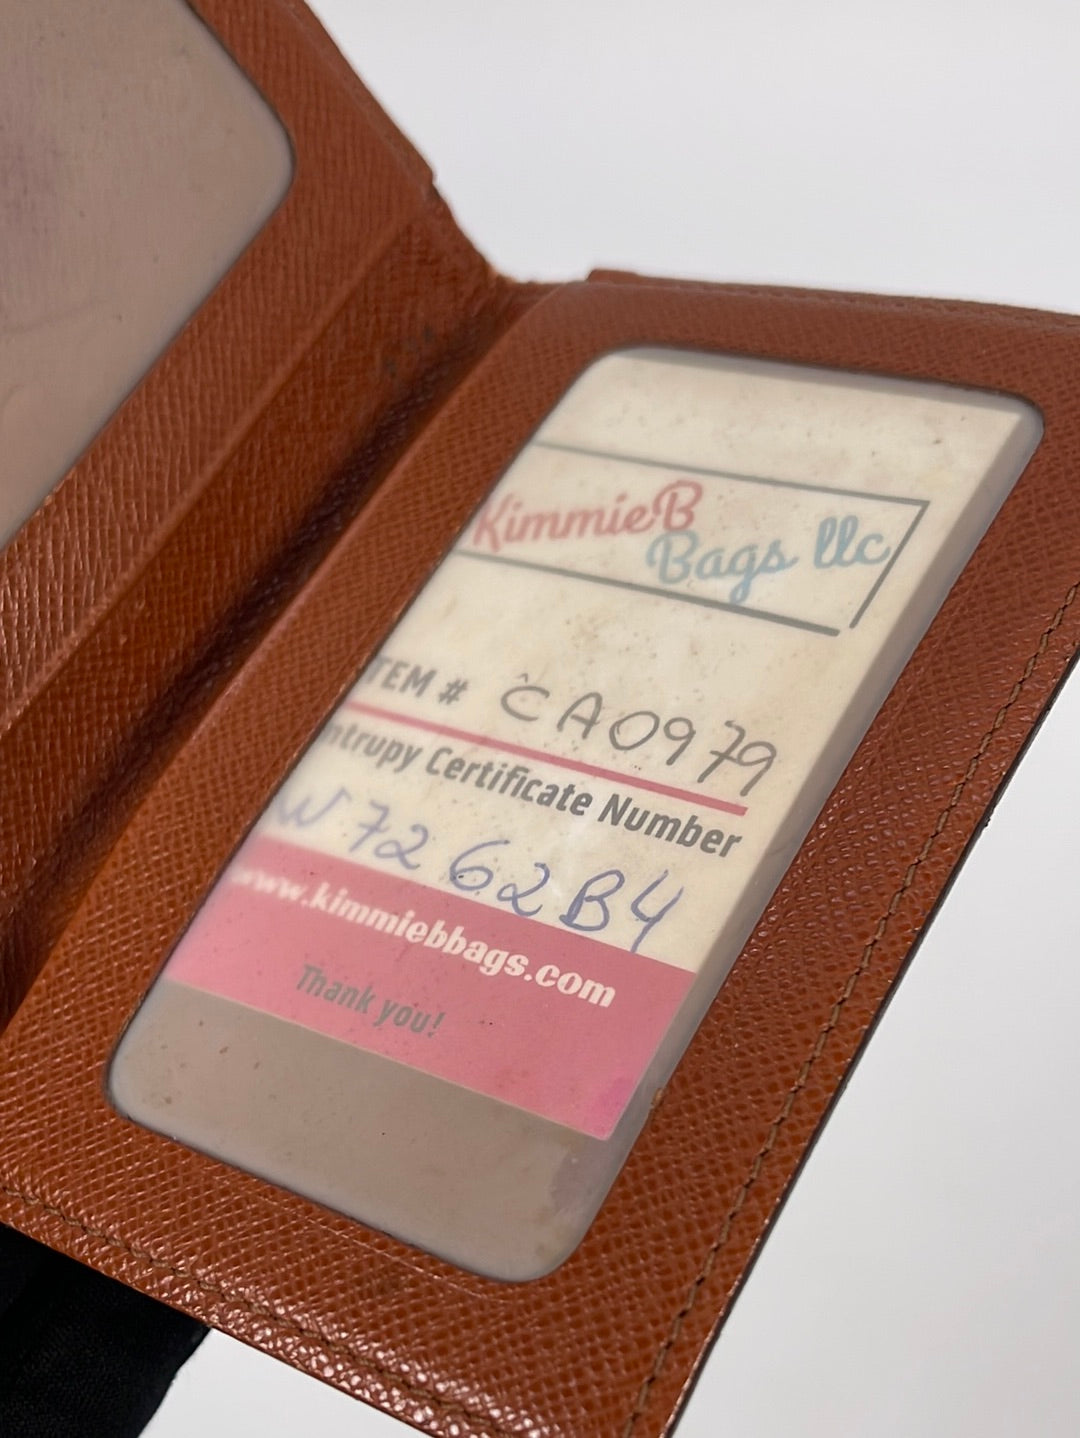 KimmieB
Bags llc
TEM # CA0979
ntrupy Certificate Number
W7262B4
www.kimmiebbags.com
Thank you!